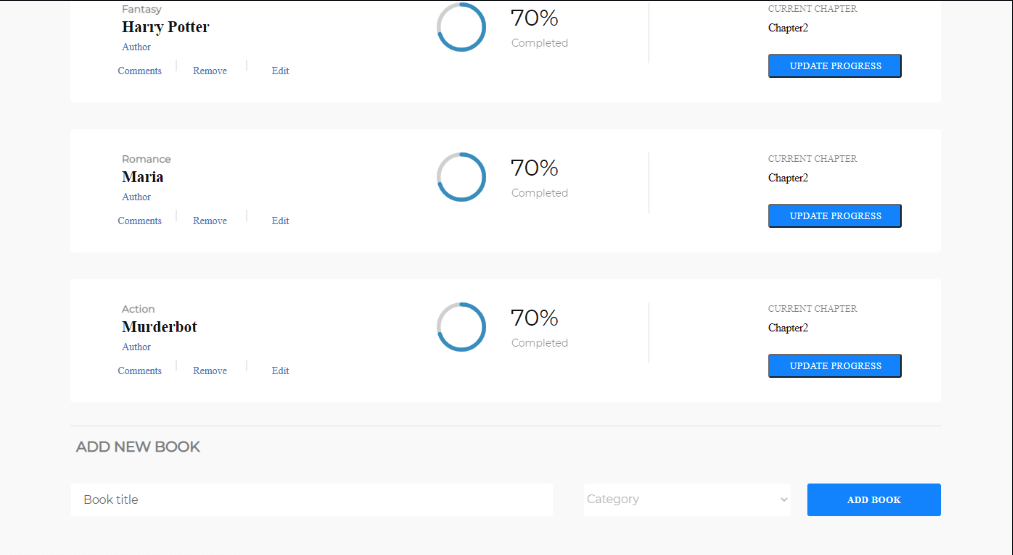 Fantasy
Harry Potter
Author
Comments Remove Edit
70%
Completed
CURRENT CHAPTER
Chapter2
UPDATE PROGRESS
Romance
Maria
Author
Comments Remove Edit
70%
Completed
CURRENT CHAPTER
Chapter2
UPDATE PROGRESS
Action
Murderbot
Author
Comments Remove Edit
70%
Completed
CURRENT CHAPTER
Chapter2
UPDATE PROGRESS
ADD NEW BOOK
Book title Category ADD BOOK